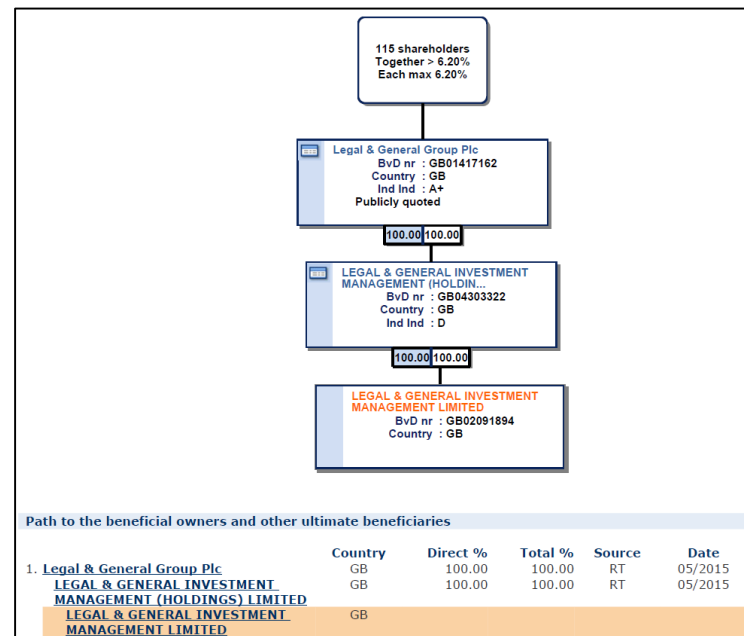 115 shareholders
Together > 6.20%
Each max 6.20%
Legal & General Group Plc
BvD nr : GB01417162
Country : GB
Ind Ind : A+
Publicly quoted
100.00 100.00
LEGAL & GENERAL INVESTMENT
MANAGEMENT (HOLDIN...
BvD nr : GB04303322
Country : GB
Ind Ind : D
100.00 100.00
LEGAL & GENERAL INVESTMENT
MANAGEMENT LIMITED
BvD nr : GB02091894
Country : GB
Path to the beneficial owners and other ultimate beneficiaries
Country Direct % Total % Source Date
1. Legal & General Group Plc GB 100.00 100.00 RT 05/2015
LEGAL & GENERAL INVESTMENT GB 100.00 100.00 RT 05/2015
MANAGEMENT (HOLDINGS) LIMITED
LEGAL & GENERAL INVESTMENT GB
MANAGEMENT LIMITED